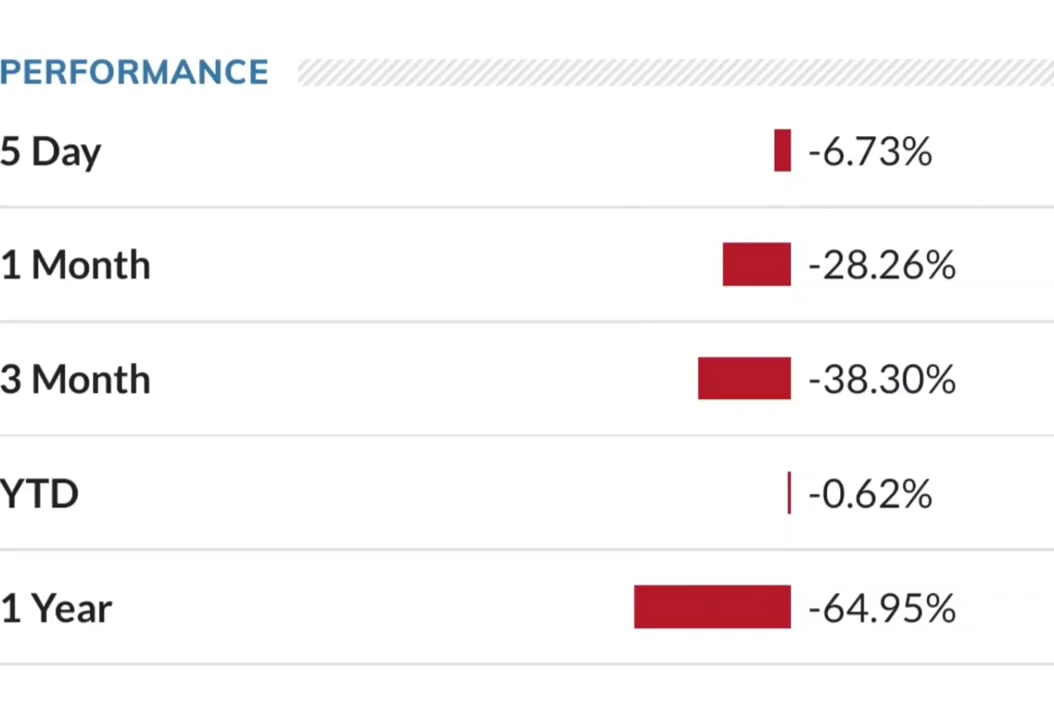 PERFORMANCE
5 Day -6.73%
1 Month -28.26%
3 Month -38.30%
YTD -0.62%
1 Year -64.95%